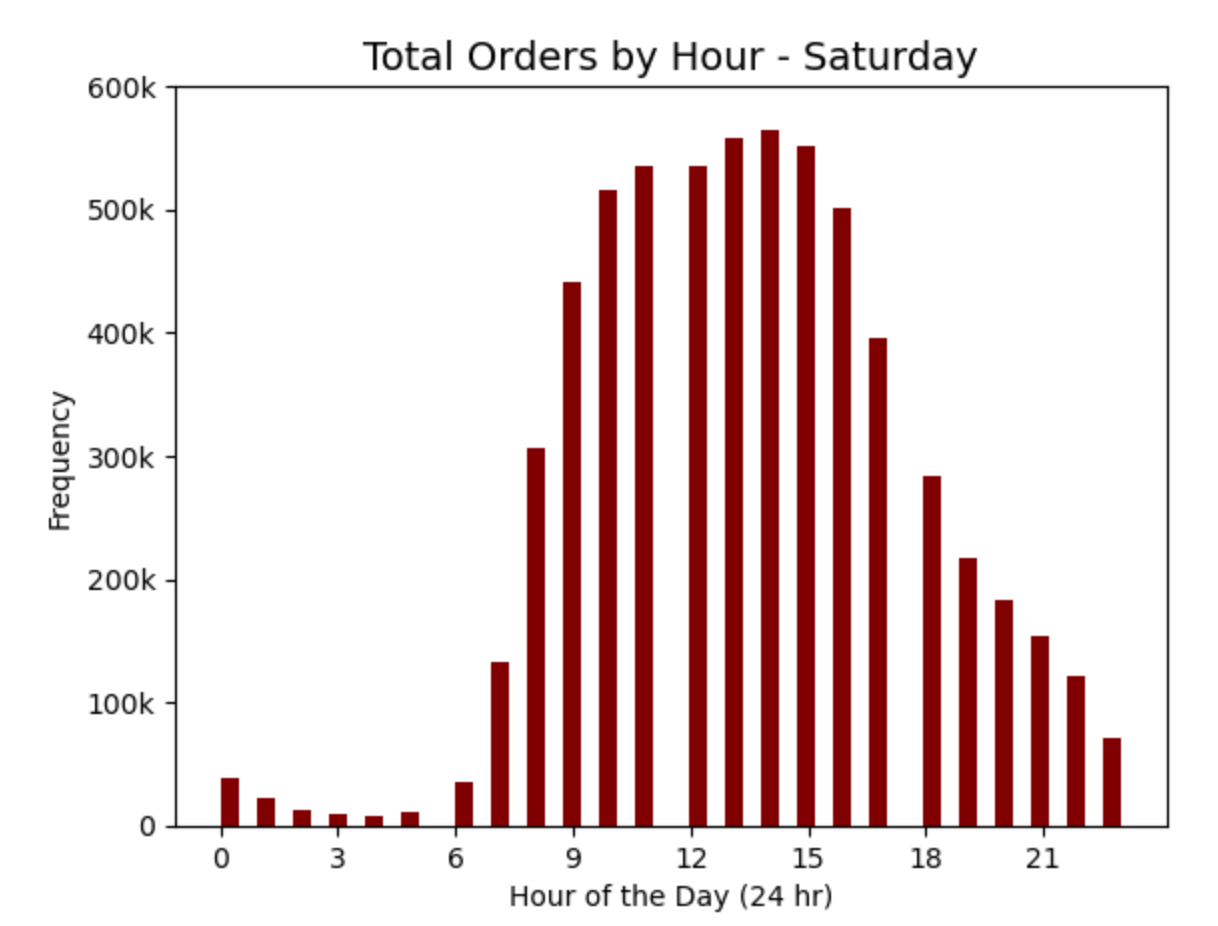 Total Orders by Hour - Saturday
600k
500k
400k
300k
200k
100k
0
Frequency
0 3 6 9 12 15 18 21
Hour of the Day (24 hr)